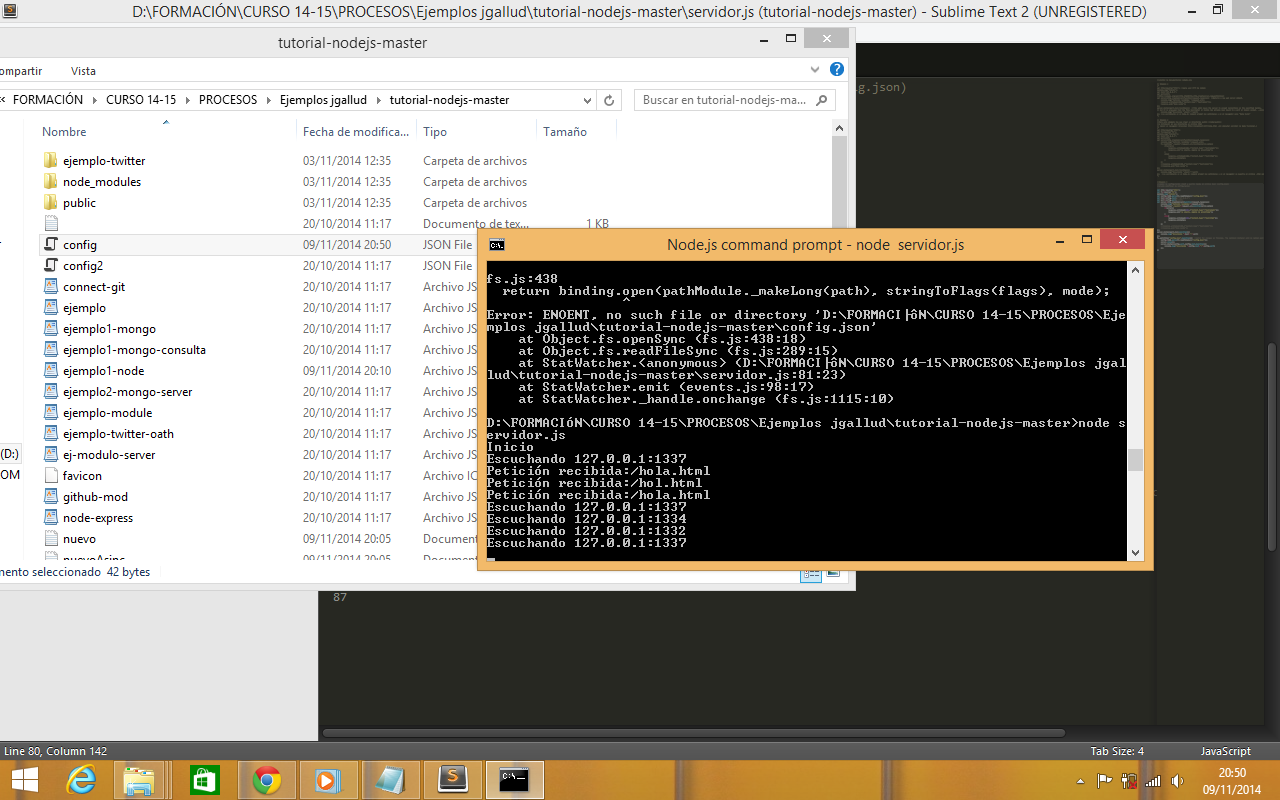 D:\FORMACIÓN\CURSO 14-15\PROCESOS\Ejemplos jgallud\tutorial-nodejs-master\servidor.js (tutorial-nodejs-master) - Sublime Text 2 (UNREGISTERED)
tutorial-nodejs-master
ompartir Vista
« FORMACIÓN CURSO 14-15 PROCESOS Ejemplos jgallud tutorial-nodejs-master Buscar en tutorial-nodejs-ma...
g.json)
Nombre Fecha de modifica... Tipo Tamaño
ejemplo-twitter 03/11/2014 12:35 Carpeta de archivos
node_modules 03/11/2014 12:35 Carpeta de archivos
public 03/11/2014 12:35 Carpeta de archivos
20/10/2014 11:17 Documento de tex... 1 KB
config 09/11/2014 20:50 JSON File
config2 20/10/2014 11:17 JSON File
connect-git 20/10/2014 11:17 Archivo JS
ejemplo 20/10/2014 11:17 Archivo JS
ejemplo1-mongo 20/10/2014 11:17 Archivo JS
ejemplo1-mongo-consulta 20/10/2014 11:17 Archivo JS
ejemplo1-node 09/11/2014 20:10 Archivo JS
ejemplo2-mongo-server 20/10/2014 11:17 Archivo JS
ejemplo-module 20/10/2014 11:17 Archivo JS
ejemplo-twitter-oath 20/10/2014 11:17 Archivo JS
ej-modulo-server 20/10/2014 11:17 Archivo JS
favicon 20/10/2014 11:17 Archivo IC
github-mod 20/10/2014 11:17 Archivo JS
node-express 20/10/2014 11:17 Archivo JS
nuevo 09/11/2014 20:05 Document
nuevoAsinc 09/11/2014 20:05 Document
(D:)
OM
mento seleccionado 42 bytes
Node.js command prompt - node servidor.js
fs.js:438
return binding.open(pathModule._makeLong(path), stringToFlags(flags), mode);
^
Error: ENOENT, no such file or directory 'D:\FORMACI├ôN\CURSO 14-15\PROCESOS\Eje
mplos jgallud\tutorial-nodejs-master\config.json'
at Object.fs.openSync (fs.js:438:18)
at Object.fs.readFileSync (fs.js:289:15)
at StatWatcher.<anonymous> (D:\FORMACI├ôN\CURSO 14-15\PROCESOS\Ejemplos jgal
lud\tutorial-nodejs-master\servidor.js:81:23)
at StatWatcher.emit (events.js:98:17)
at StatWatcher._handle.onchange (fs.js:1115:10)
D:\FORMACIóN\CURSO 14-15\PROCESOS\Ejemplos jgallud\tutorial-nodejs-master>node s
ervidor.js
Inicio
Escuchando 127.0.0.1:1337
Petición recibida:/hola.html
Petición recibida:/hol.html
Petición recibida:/hola.html
Escuchando 127.0.0.1:1337
Escuchando 127.0.0.1:1334
Escuchando 127.0.0.1:1332
Escuchando 127.0.0.1:1337
87
Line 80, Column 142 Tab Size: 4 JavaScript
20:50
09/11/2014